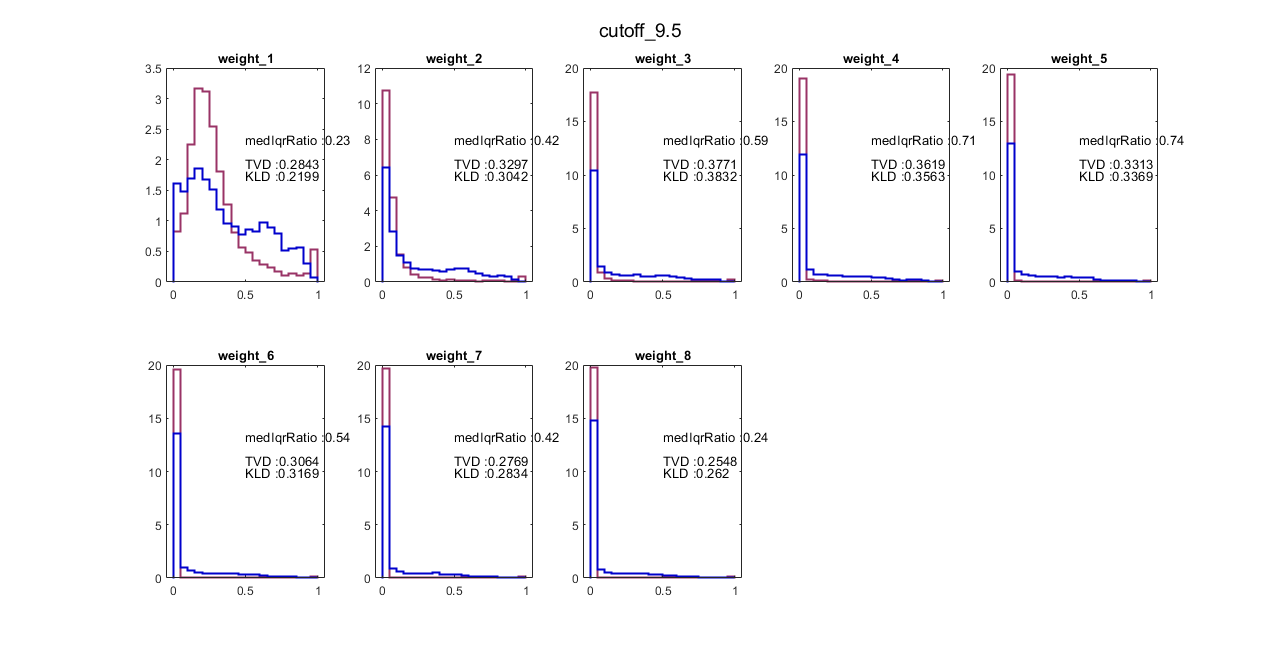 cutoff_9.5
weight_1
3.5
3
2.5
2
1.5
1
0.5
0
0
0.5
1
medIqrRatio :0.23
TVD :0.2843
KLD :0.2199
weight_2
12
10
8
6
4
2
0
0
0.5
1
medIqrRatio :0.42
TVD :0.3297
KLD :0.3042
weight_3
20
15
10
5
0
0
0.5
1
medIqrRatio :0.59
TVD :0.3771
KLD :0.3832
weight_4
20
15
10
5
0
0
0.5
1
medIqrRatio :0.71
TVD :0.3619
KLD :0.3563
weight_5
20
15
10
5
0
0
0.5
1
medIqrRatio :0.74
TVD :0.3313
KLD :0.3369
weight_6
20
15
10
5
0
0
0.5
1
medIqrRatio :0.54
TVD :0.3064
KLD :0.3169
weight_7
20
15
10
5
0
0
0.5
1
medIqrRatio :0.42
TVD :0.2769
KLD :0.2834
weight_8
20
15
10
5
0
0
0.5
1
medIqrRatio :0.24
TVD :0.2548
KLD :0.262